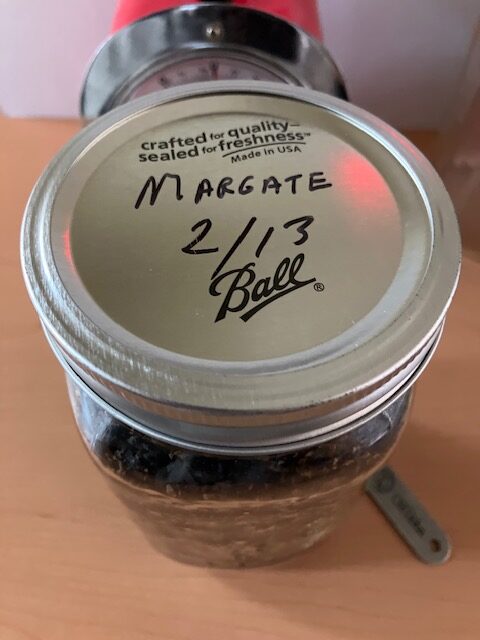 crafted for quality—
sealed for freshness™
Made in USA
MARGATE
2/13
Ball®